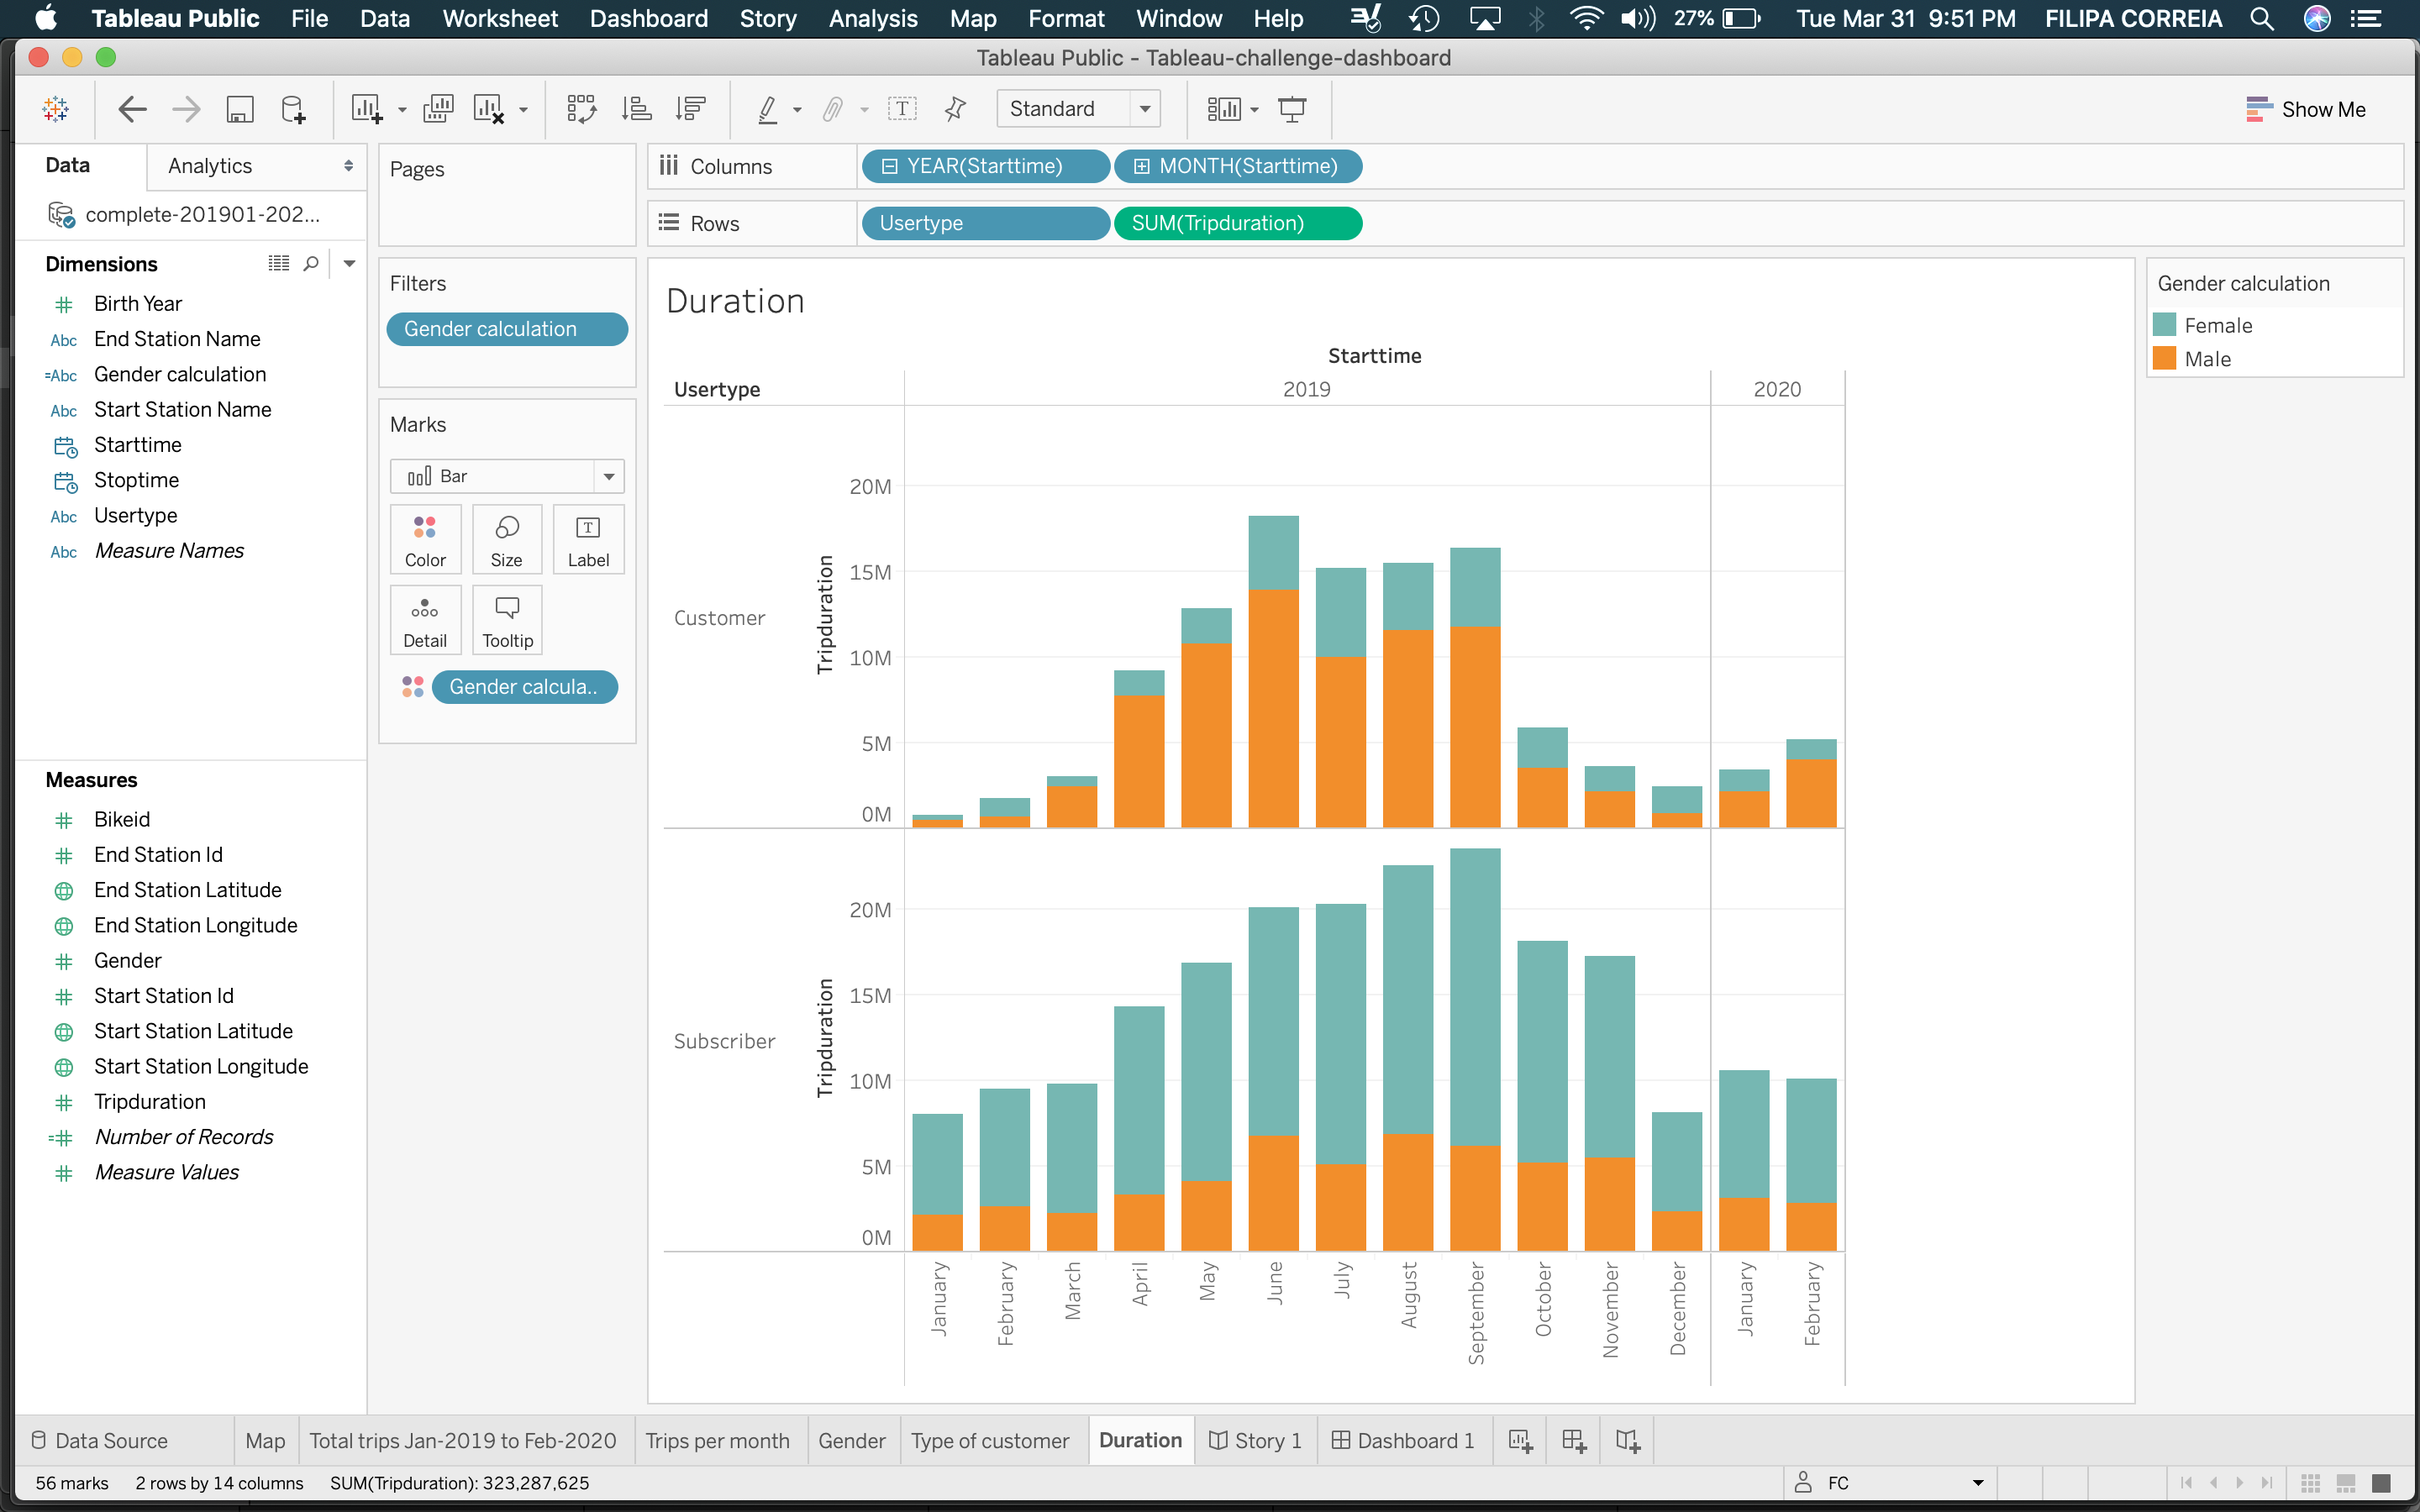 Tableau Public File Data Worksheet Dashboard Story Analysis Map Format Window Help 27% Tue Mar 31 9:51 PM FILIPA CORREIA
Tableau Public - Tableau-challenge-dashboard
Standard
Show Me
Data Analytics
complete-201901-202...
Dimensions
Birth Year
Abc End Station Name
=Abc Gender calculation
Abc Start Station Name
Starttime
Stoptime
Abc Usertype
Abc Measure Names
Measures
Bikeid
End Station Id
End Station Latitude
End Station Longitude
Gender
Start Station Id
Start Station Latitude
Start Station Longitude
Tripduration
Number of Records
Measure Values
Pages
Filters
Gender calculation
Marks
Bar
Color Size Label
Detail Tooltip
Gender calcula..
Columns YEAR(Starttime) MONTH(Starttime)
Rows Usertype SUM(Tripduration)
Duration
Starttime
Usertype 2019 2020
Customer
Tripduration
20M
15M
10M
5M
0M
Subscriber
Tripduration
20M
15M
10M
5M
0M
January February March April May June July August September October November December January February
Gender calculation
Female
Male
Data Source Map Total trips Jan-2019 to Feb-2020 Trips per month Gender Type of customer Duration Story 1 Dashboard 1
56 marks 2 rows by 14 columns SUM(Tripduration): 323,287,625 FC